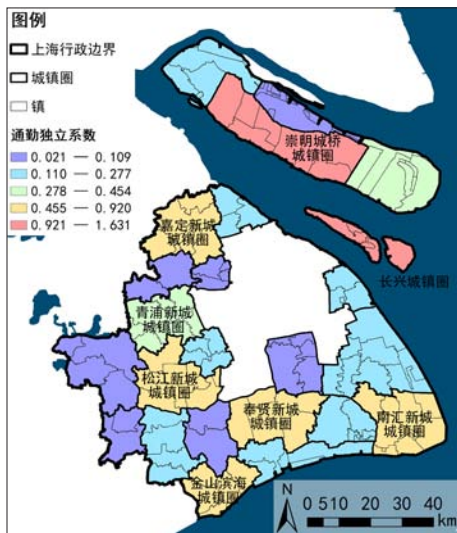 图例
上海行政边界
城镇圈
镇
通勤独立系数
0.021 — 0.109
0.110 — 0.277
0.278 — 0.454
0.455 — 0.920
0.921 — 1.631
崇明城桥
城镇圈
嘉定新城
城镇圈
长兴城镇圈
青浦新城
城镇圈
松江新城
城镇圈
奉贤新城
城镇圈
南汇新城
城镇圈
金山滨海
城镇圈
N
0 5 10 20 30 40
km